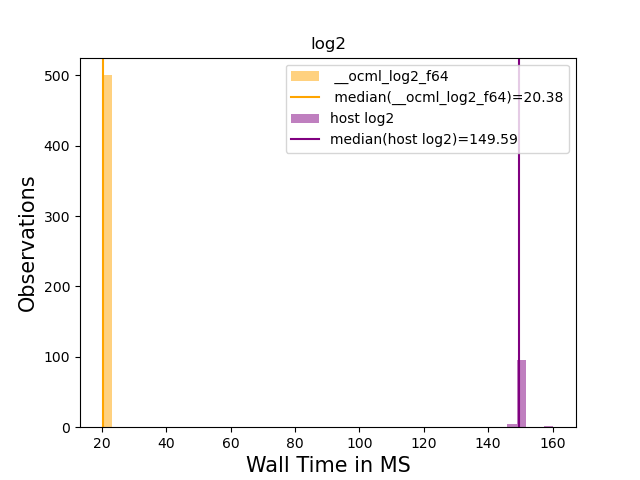 log2
__ocml_log2_f64
median(__ocml_log2_f64)=20.38
host log2
median(host log2)=149.59
Observations
500
400
300
200
100
0
20 40 60 80 100 120 140 160
Wall Time in MS